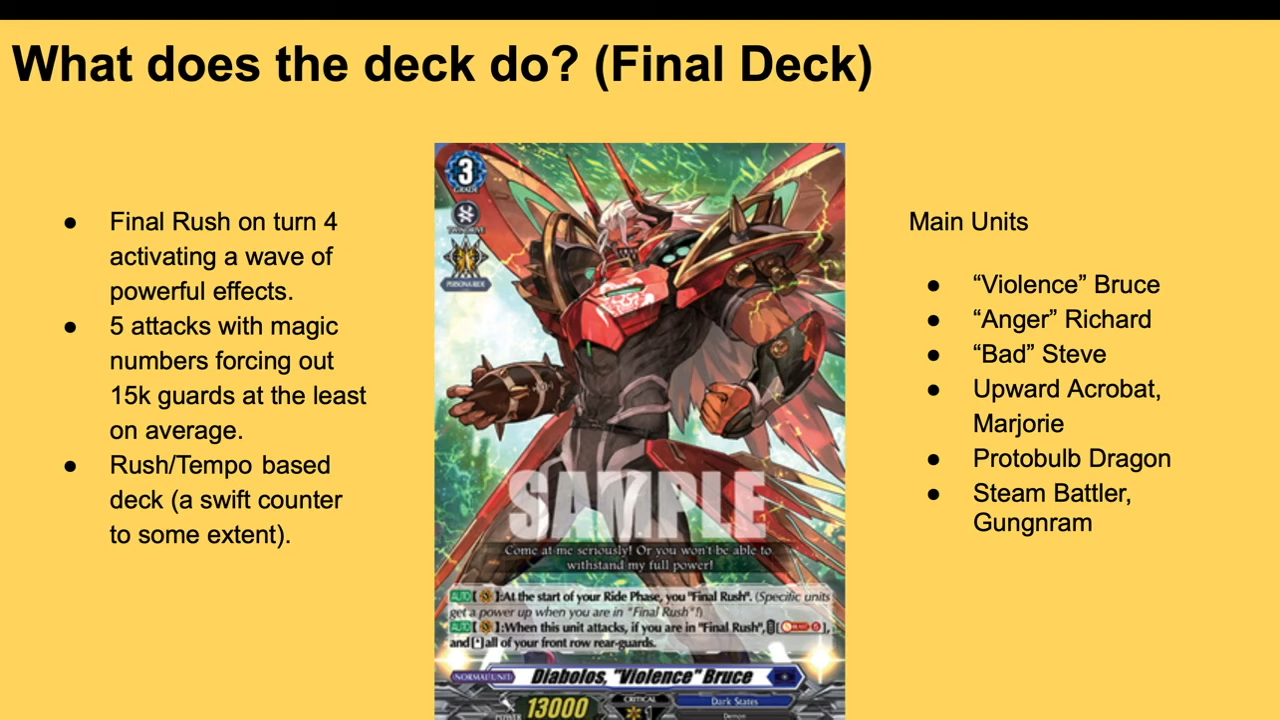 What does the deck do? (Final Deck)
● Final Rush on turn 4
activating a wave of
powerful effects.
● 5 attacks with magic
numbers forcing out
15k guards at the least
on average.
● Rush/Tempo based
deck (a swift counter
to some extent).
3
GRADE
PERSONA RIDE
SAMPLE
Come at me seriously! Or you won't be able to
withstand my full power!
AUTO [ ]:At the start of your Ride Phase, you "Final Rush". (Specific units
get a power up when you are in "Final Rush"!)
AUTO [ ]:When this unit attacks, if you are in "Final Rush",
and all of your front row rear-guards.
NORMAL UNIT
Diabolos, "Violence" Bruce
POWER
13000
CRITICAL
1
Dark States
Demon
Main Units
● “Violence” Bruce
● “Anger” Richard
● “Bad” Steve
● Upward Acrobat,
Marjorie
● Protobulb Dragon
● Steam Battler,
Gungnram